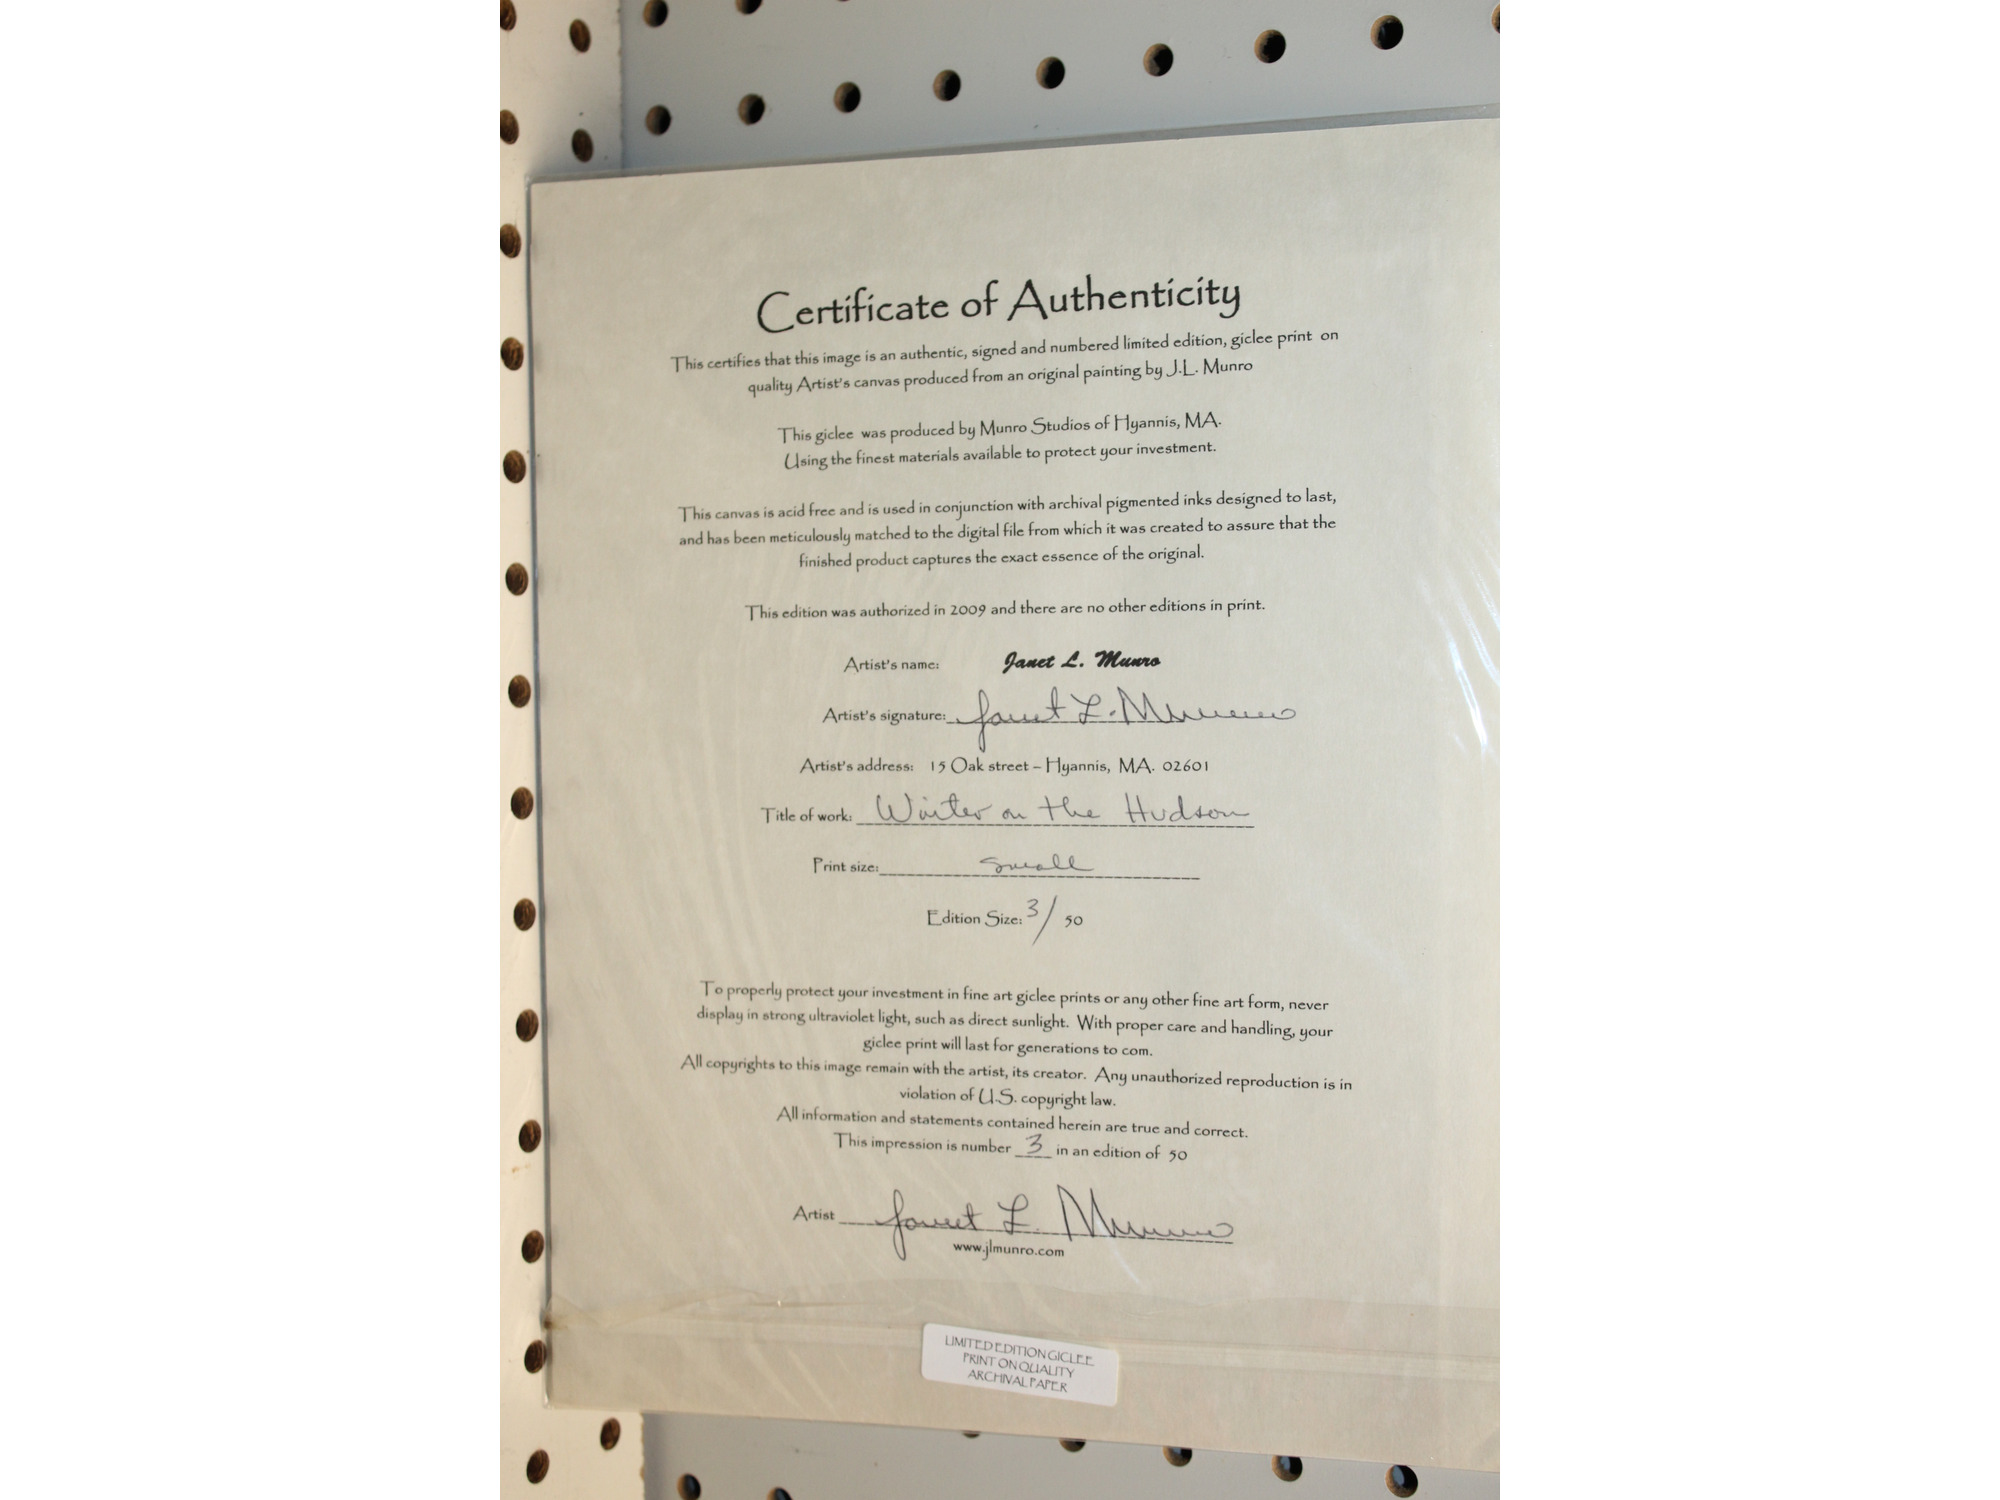 Certificate of Authenticity
This certifies that this image is an authentic, signed and numbered limited edition, giclee print on
quality Artist's canvas produced from an original painting by J.L. Munro
This giclee was produced by Munro Studios of Hyannis, MA.
Using the finest materials available to protect your investment.
This canvas is acid free and is used in conjunction with archival pigmented inks designed to last,
and has been meticulously matched to the digital file from which it was created to assure that the
finished product captures the exact essence of the original.
This edition was authorized in 2009 and there are no other editions in print.
Artist's name: Janet L. Munro
Artist's signature: Janet L. Munro
Artist's address: 15 Oak street – Hyannis, MA. 02601
Title of work: Winter on the Hudson
Print size: small
Edition Size: 3/ 50
To properly protect your investment in fine art giclee prints or any other fine art form, never
display in strong ultraviolet light, such as direct sunlight. With proper care and handling, your
giclee print will last for generations to com.
All copyrights to this image remain with the artist, its creator. Any unauthorized reproduction is in
violation of U.S. copyright law.
All information and statements contained herein are true and correct.
This impression is number 3 in an edition of 50
Artist Janet L. Munro
www.jlmunro.com
LIMITED EDITION GICLEE
PRINT ON QUALITY
ARCHIVAL PAPER